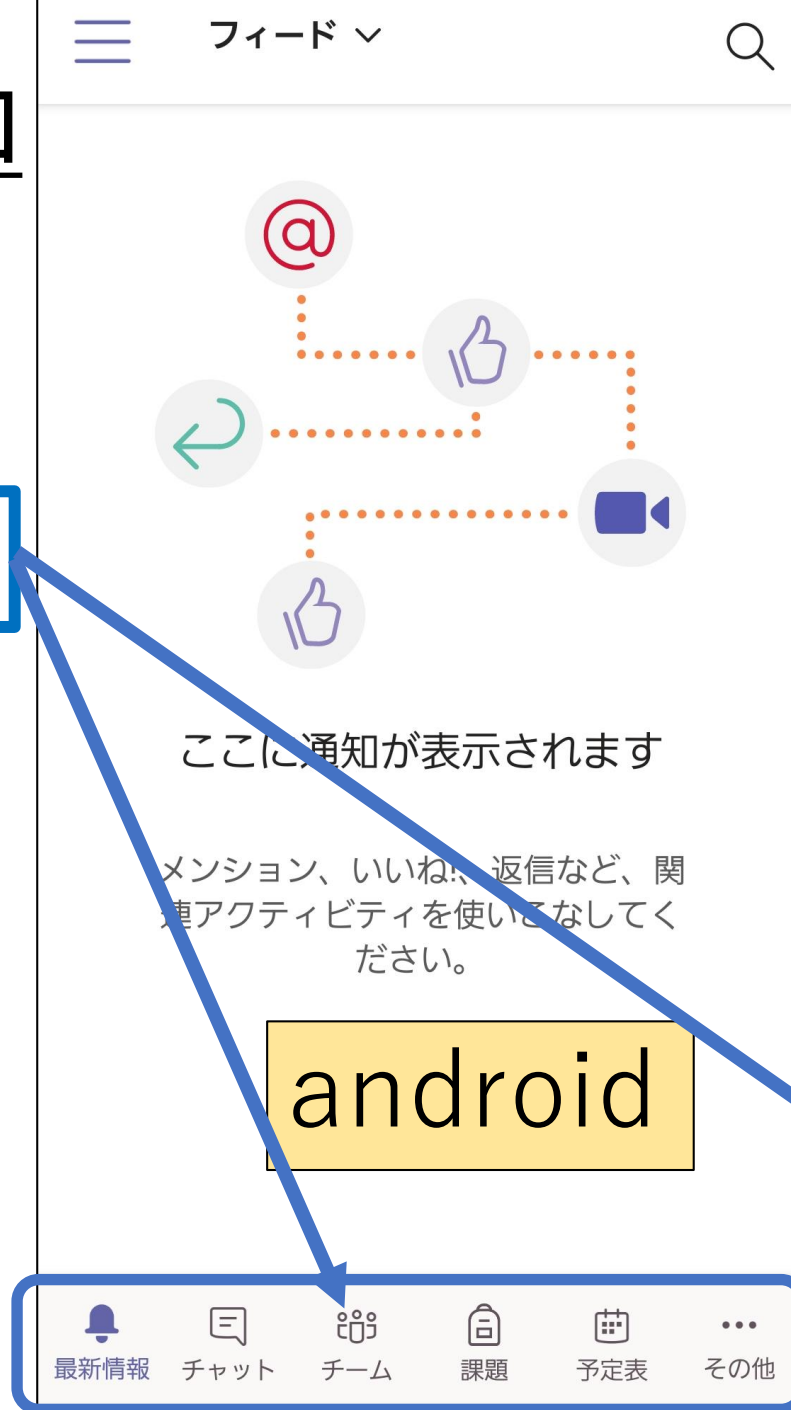 フィード
ここに通知が表示されます
メンション、いいね!、返信など、関
連アクティビティを使いこなしてく
ださい。
android
最新情報 チャット チーム 課題 予定表 その他